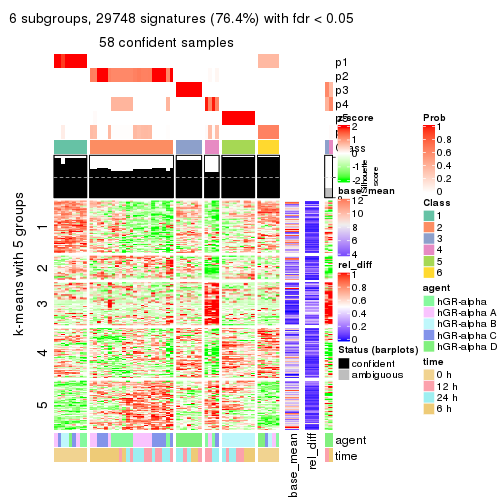 6 subgroups, 29748 signatures (76.4%) with fdr < 0.05
58 confident samples
p1
p2
p3
p4
k-means with 5 groups
1
2
3
4
5
Silhouette
score
z-score
2
1
0
-2
base_mean
12
10
8
6
4
rel_diff
1
0.8
0.6
0.4
0.2
0
Status (barplots)
confident
ambiguous
Prob
1
0.8
0.6
0.4
0.2
0
Class
1
2
3
4
5
6
agent
hGR-alpha
hGR-alpha A
hGR-alpha B
hGR-alpha C
hGR-alpha D
time
0 h
12 h
24 h
6 h
agent
time
base_mean
rel_diff